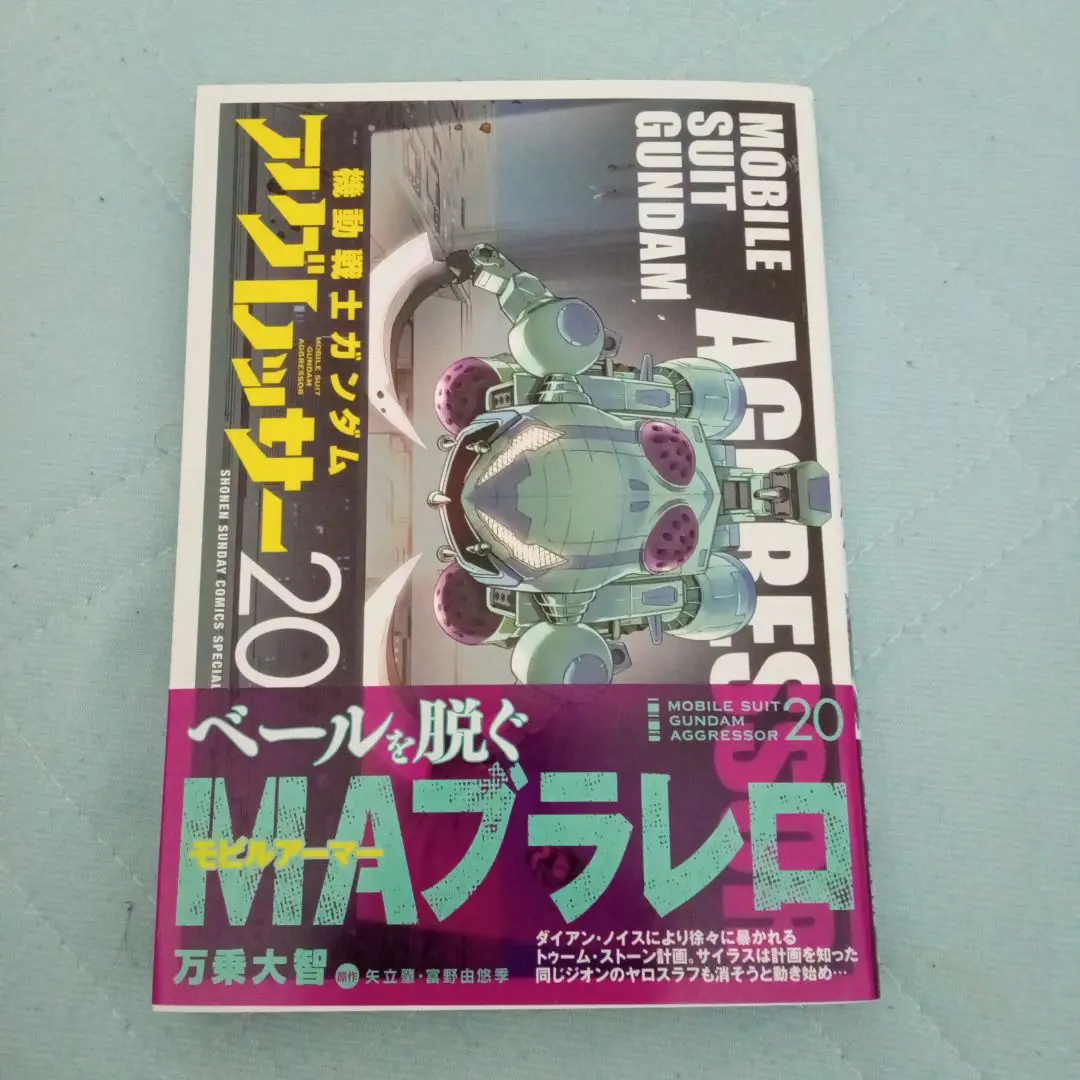 機動戦士ガンダム
アグレッサー
MOBILE SUIT
GUNDAM
AGGRESSOR
20
SHONEN SUNDAY COMICS SPECIAL
MOBILE
SUIT
GUNDAM
AGGRESSOR
ベールを脱ぐ
MOBILE SUIT
GUNDAM
AGGRESSOR 20
MAブラレロ
モビルアーマー
万乗大智
原作 矢立肇・富野由悠季
ダイアン・ノイスにより徐々に暴かれる
トゥーム・ストーン計画。サイラスは計画を知った
同じジオンのヤロスラフも消そうと動き始め…